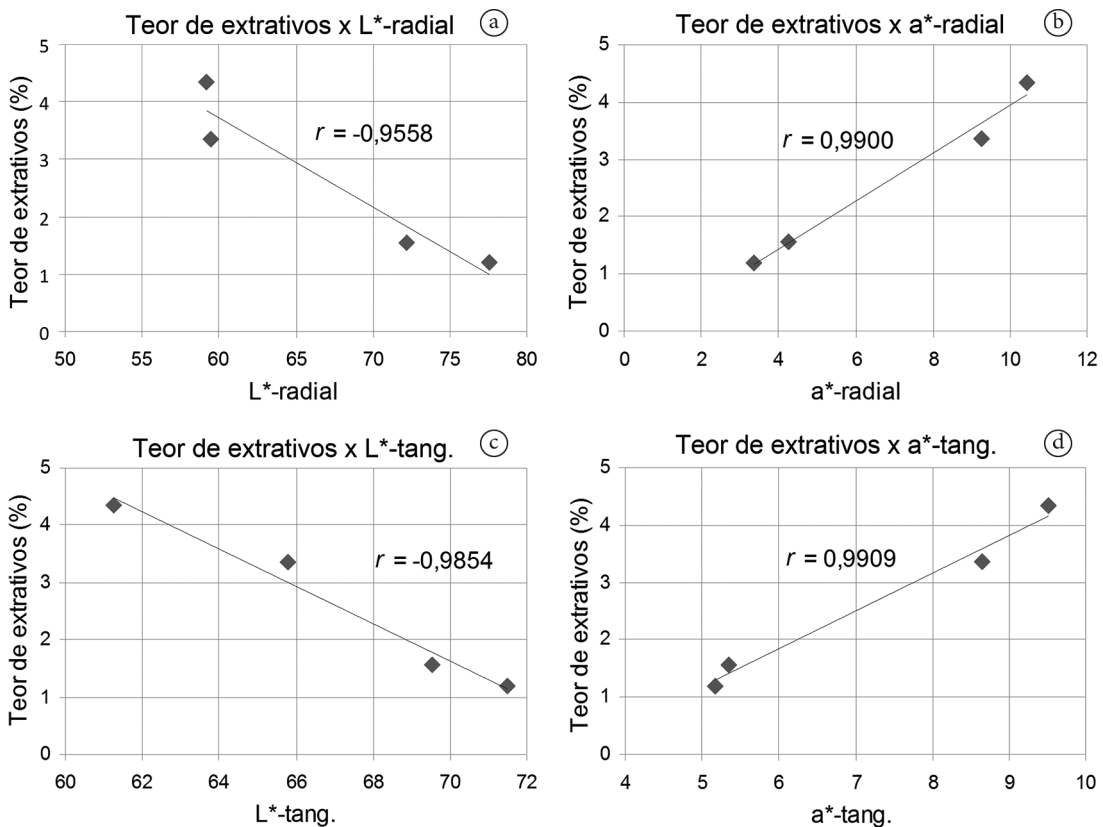 Teor de extrativos x L*-radial
a
Teor de extrativos (%)
5
4
3
2
1
0
r = -0,9558
50 55 60 65 70 75 80
L*-radial
Teor de extrativos x a*-radial
b
Teor de extrativos (%)
5
4
3
2
1
0
r = 0,9900
0 2 4 6 8 10 12
a*-radial
Teor de extrativos x L*-tang.
c
Teor de extrativos (%)
5
4
3
2
1
0
r = -0,9854
60 62 64 66 68 70 72
L*-tang.
Teor de extrativos x a*-tang.
d
Teor de extrativos (%)
5
4
3
2
1
0
r = 0,9909
4 5 6 7 8 9 10
a*-tang.